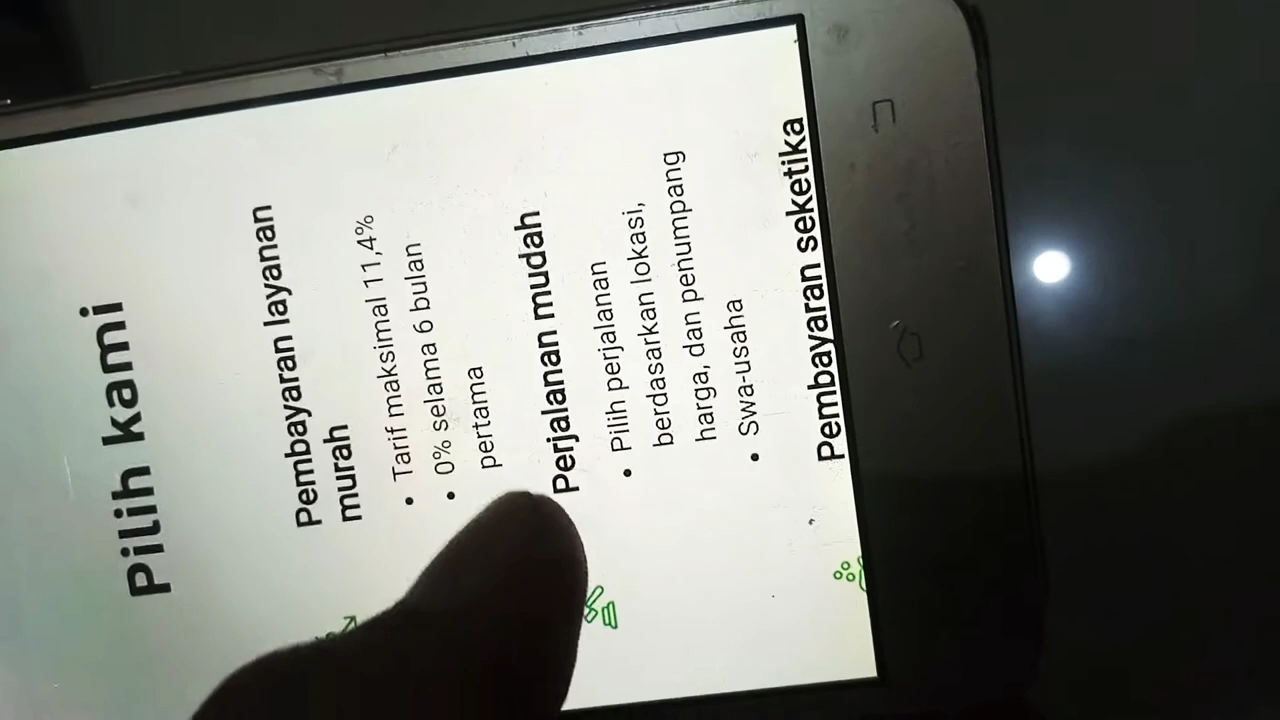 Pilih kami
Pembayaran layanan
murah
• Tarif maksimal 11,4%
• 0% selama 6 bulan
pertama
Perjalanan mudah
• Pilih perjalanan
berdasarkan lokasi,
harga, dan penumpang
• Swa-usaha
Pembayaran seketika